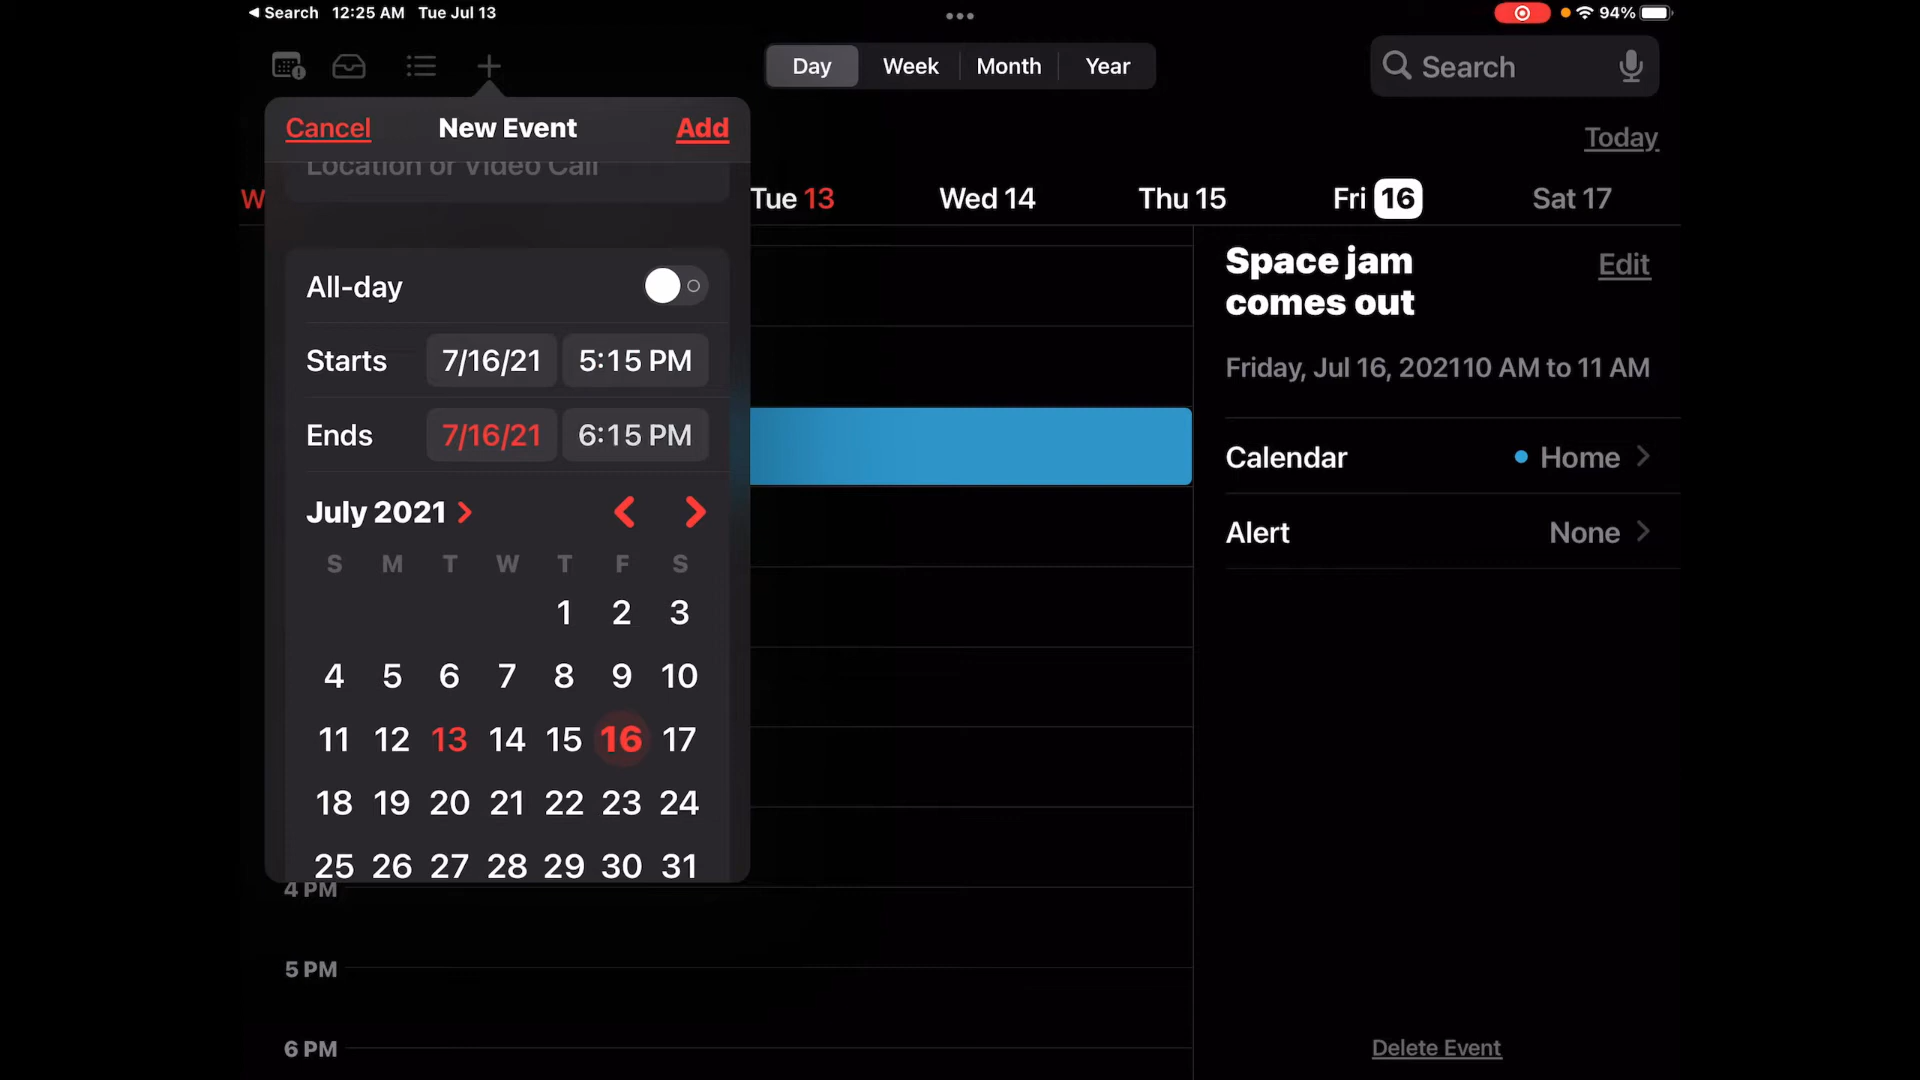 Search 12:25 AM Tue Jul 13
94%
Day Week Month Year
Search
Cancel New Event Add
Location or Video Call
Today
W Tue 13 Wed 14 Thu 15 Fri 16 Sat 17
All-day
Starts 7/16/21 5:15 PM
Ends 7/16/21 6:15 PM
July 2021
S M T W T F S
1 2 3
4 5 6 7 8 9 10
11 12 13 14 15 16 17
18 19 20 21 22 23 24
25 26 27 28 29 30 31
4 PM
5 PM
6 PM
Space jam
comes out
Edit
Friday, Jul 16, 202110 AM to 11 AM
Calendar Home
Alert None
Delete Event